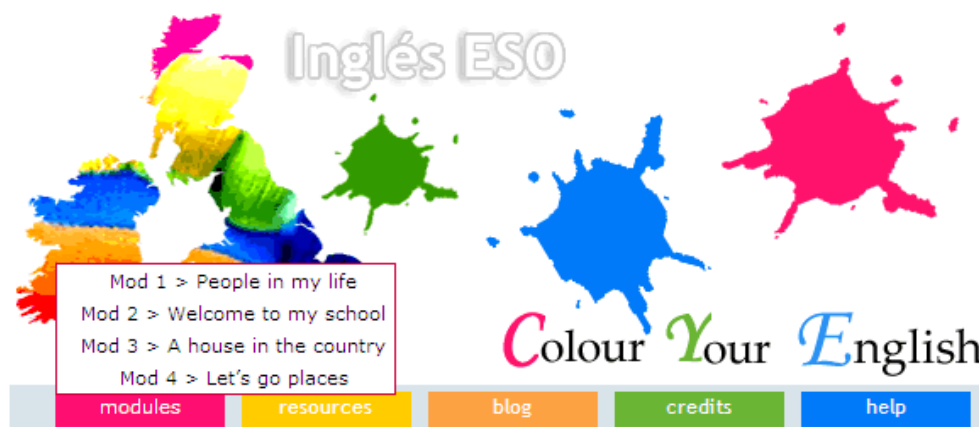 Inglés ESO
Mod 1 > People in my life
Mod 2 > Welcome to my school
Mod 3 > A house in the country
Mod 4 > Let's go places
Colour Your English
modules resources blog credits help